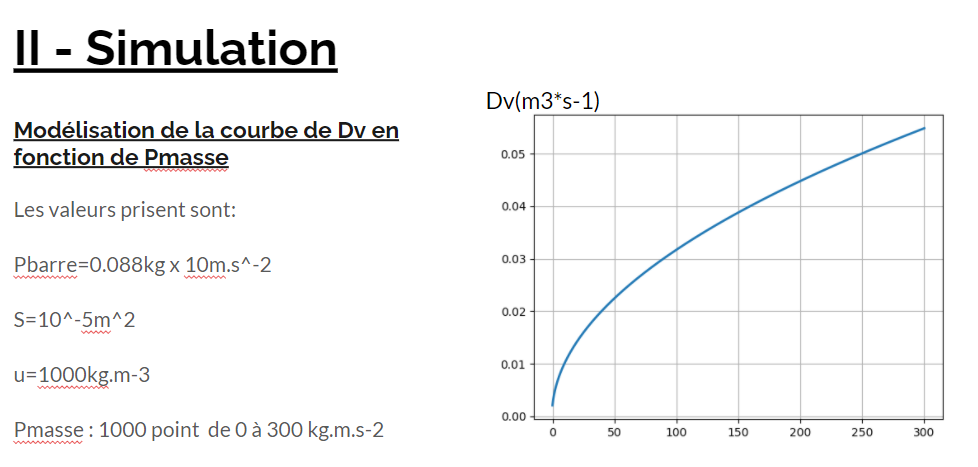 II - Simulation
Modélisation de la courbe de Dv en
fonction de Pmasse
Les valeurs prisent sont:
Pbarre=0.088kg x 10m.s^-2
S=10^-5m^2
u=1000kg.m-3
Pmasse : 1000 point  de 0 à 300 kg.m.s-2
Dv(m3*s-1)
0.05
0.04
0.03
0.02
0.01
0.00
0 50 100 150 200 250 300